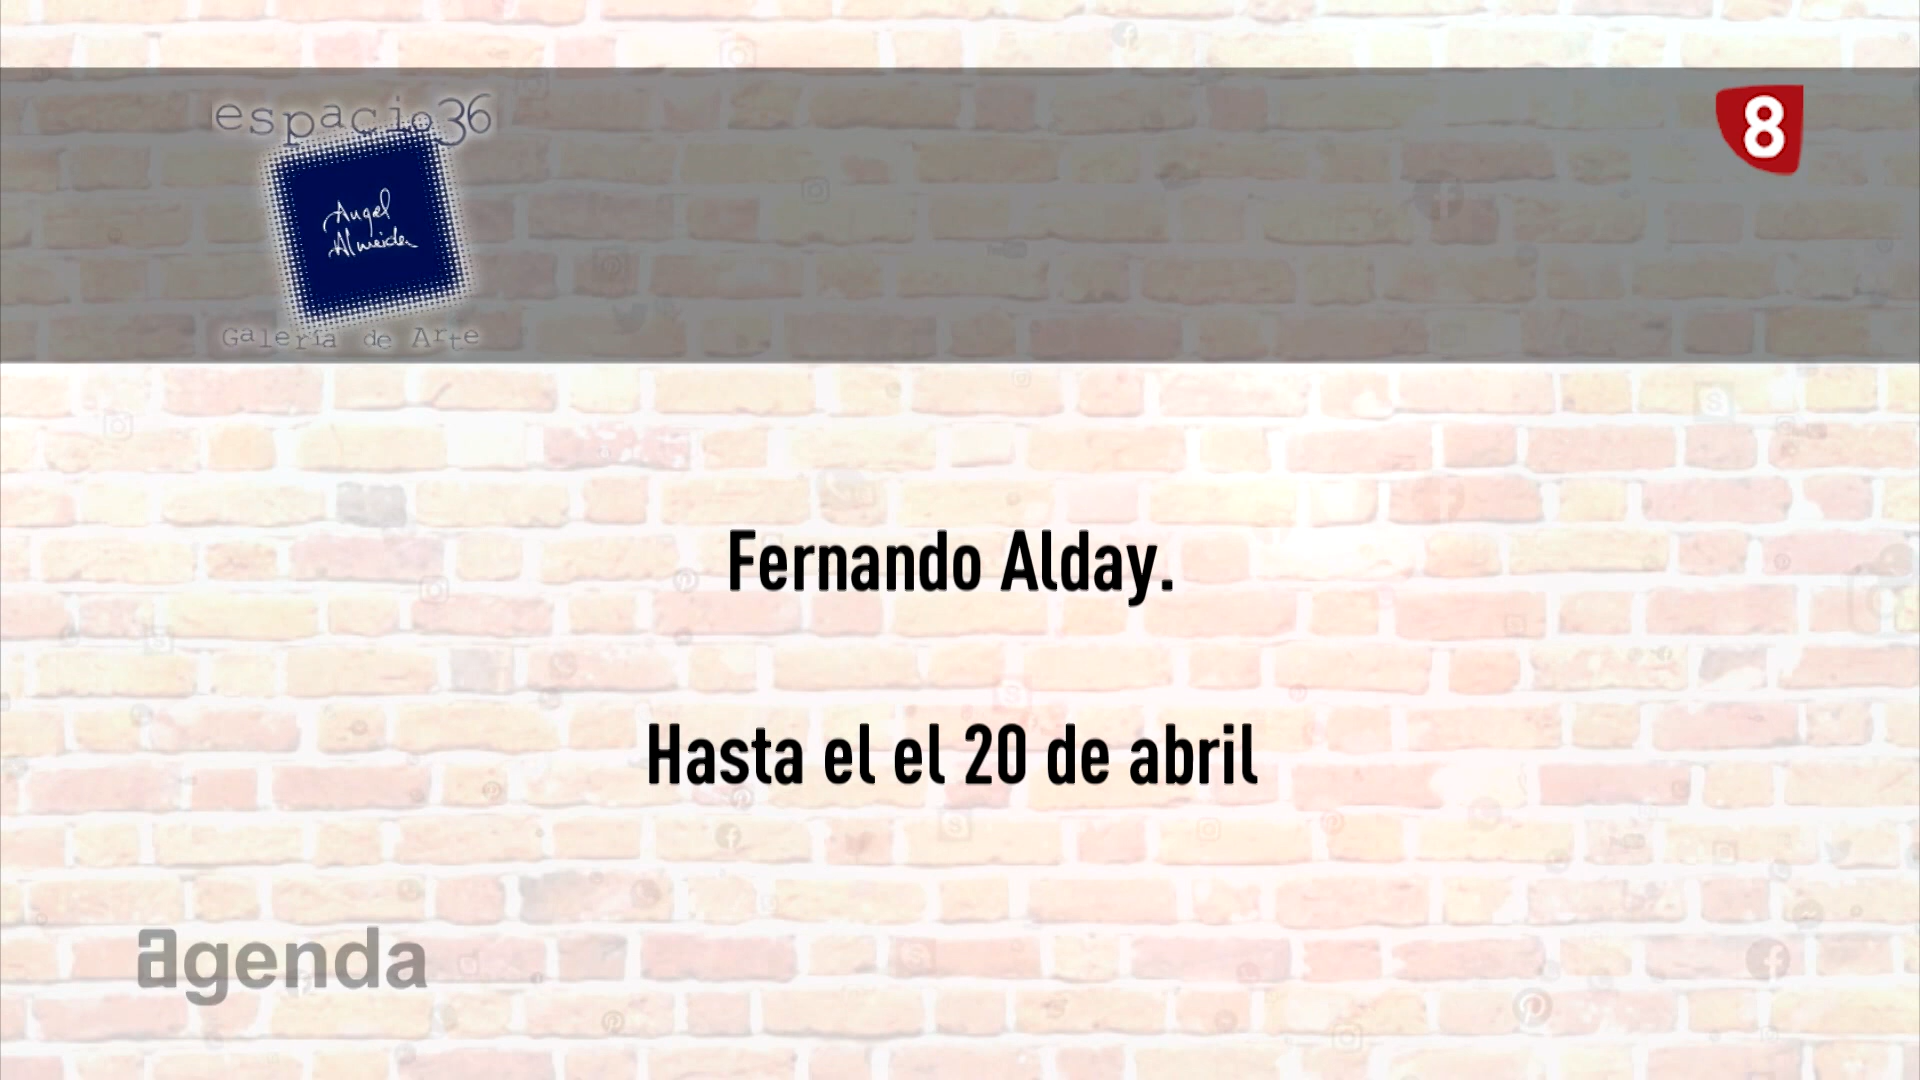 espacio36
Angel
Almeida
Galería de Arte
8
Fernando Alday.
Hasta el el 20 de abril
agenda